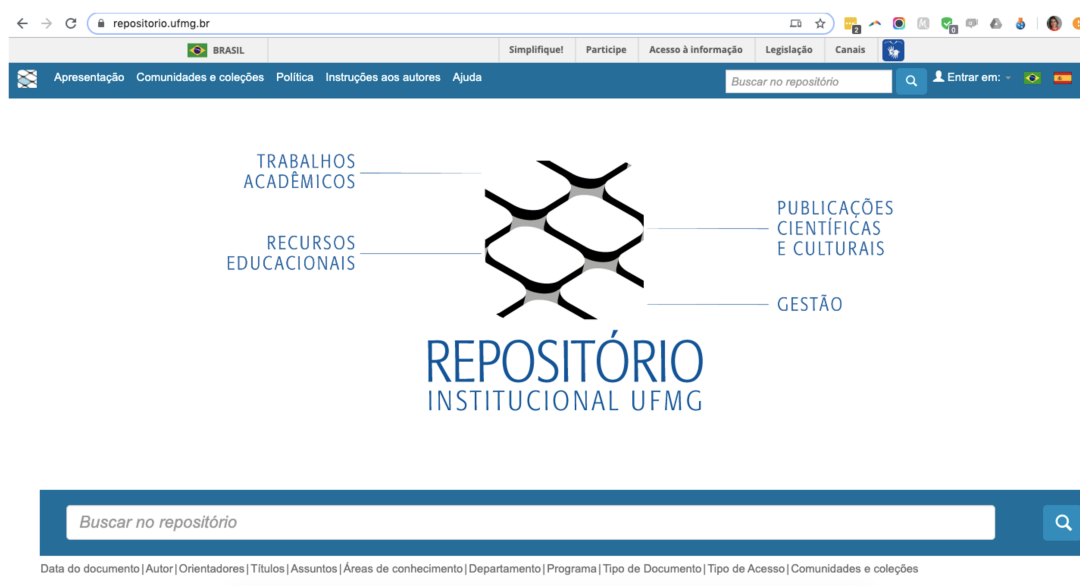 repositorio.ufmg.br
2
0
BRASIL
Simplifique!
Participe
Acesso à informação
Legislação
Canais
Apresentação
Comunidades e coleções
Política
Instruções aos autores
Ajuda
Buscar no repositório
Entrar em:
TRABALHOS
ACADÊMICOS
RECURSOS
EDUCACIONAIS
PUBLICAÇÕES
CIENTÍFICAS
E CULTURAIS
GESTÃO
REPOSITÓRIO
INSTITUCIONAL UFMG
Buscar no repositório
Data do documento|Autor|Orientadores|Títulos|Assuntos|Áreas de conhecimento|Departamento|Programa|Tipo de Documento|Tipo de Acesso|Comunidades e coleções